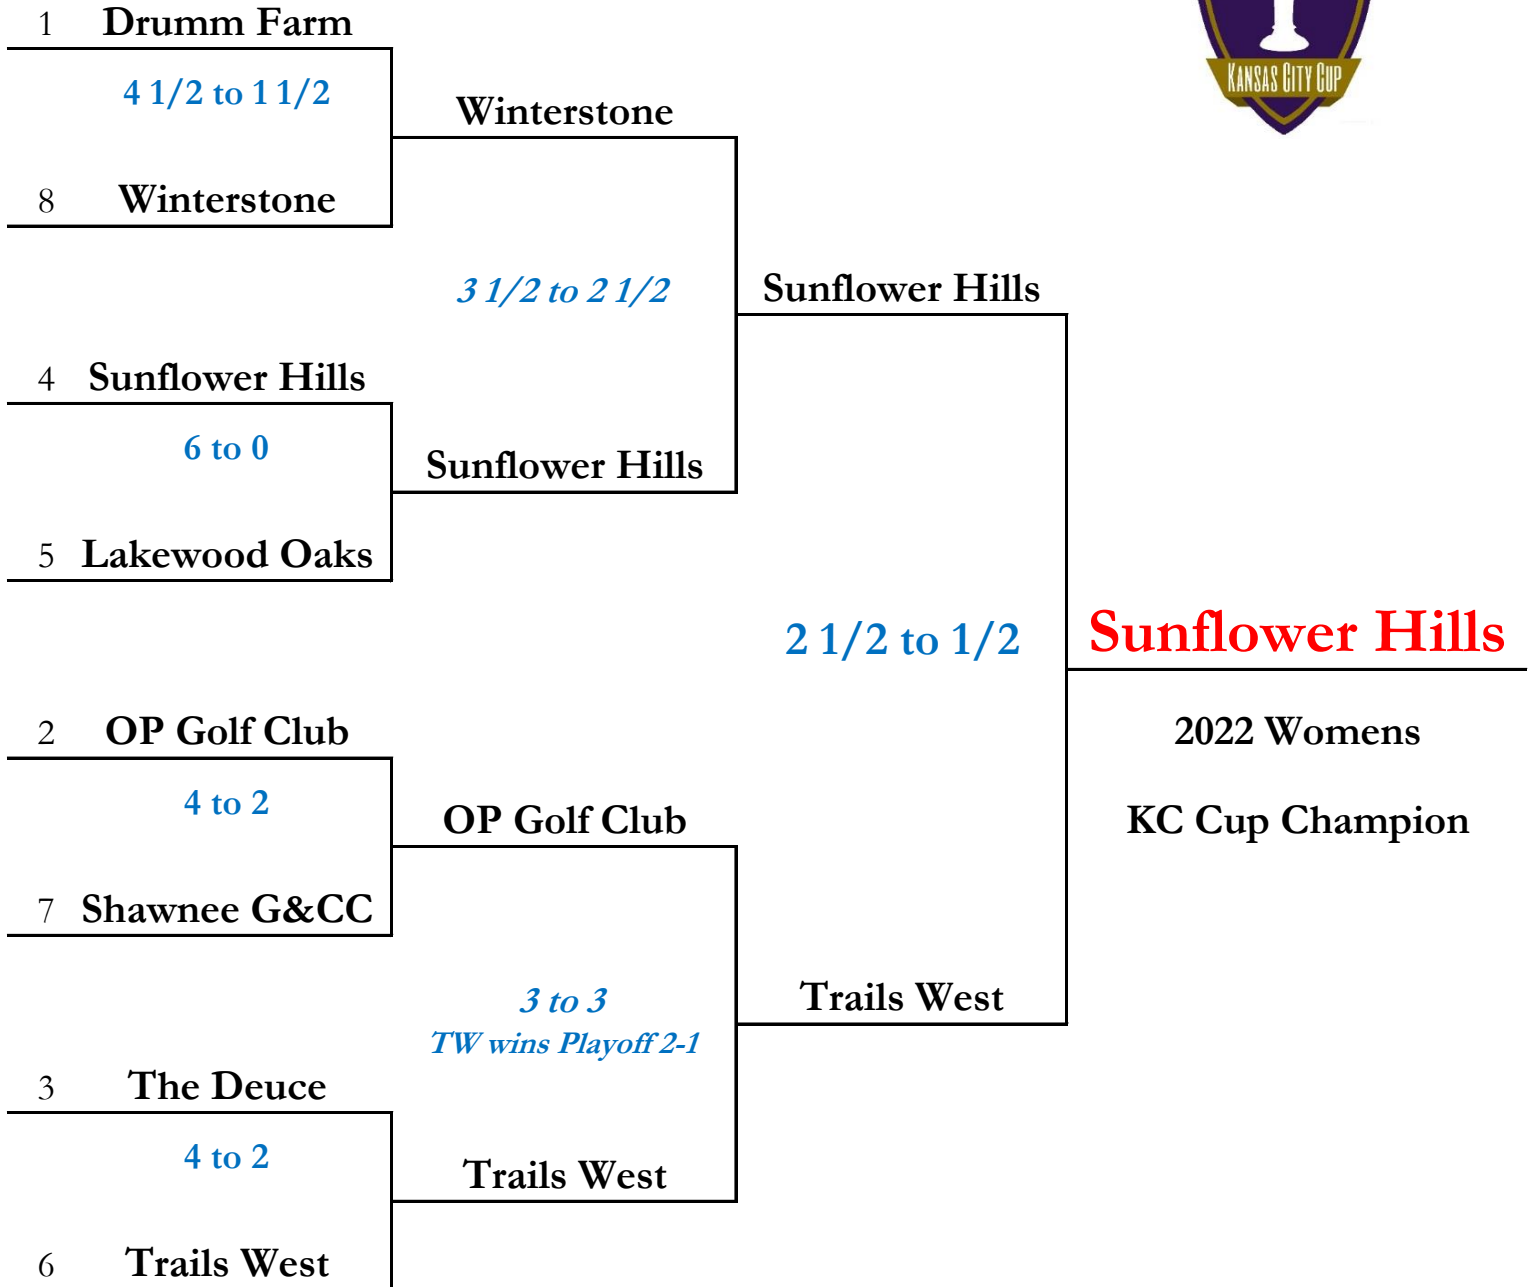 1 Drumm Farm
4 1/2 to 1 1/2
8 Winterstone
4 Sunflower Hills
6 to 0
5 Lakewood Oaks
2 OP Golf Club
4 to 2
7 Shawnee G&CC
3 The Deuce
4 to 2
6 Trails West
Winterstone
3 1/2 to 2 1/2
Sunflower Hills
OP Golf Club
3 to 3
TW wins Playoff 2-1
Trails West
Sunflower Hills
2 1/2 to 1/2
Trails West
KANSAS CITY CUP
Sunflower Hills
2022 Womens
KC Cup Champion